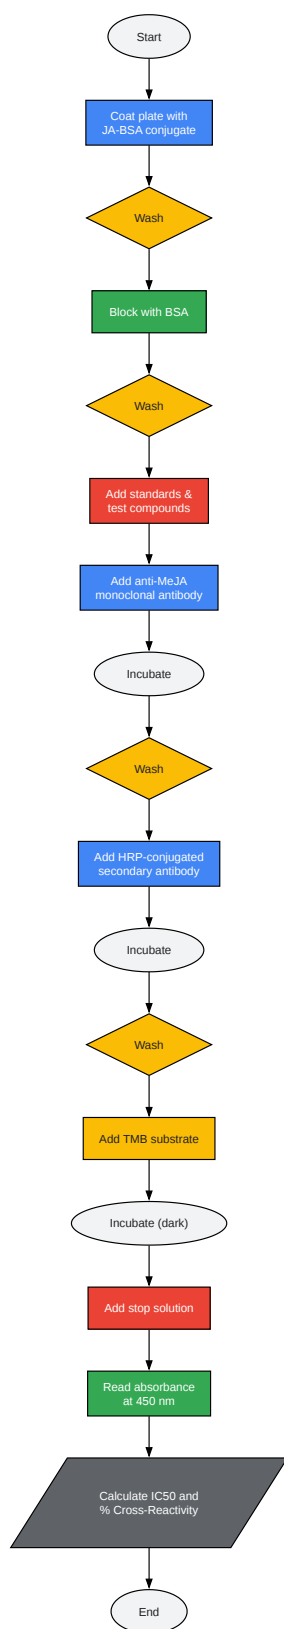 Start
Coat plate with
JA-BSA conjugate
Wash
Block with BSA
Wash
Add standards &
test compounds
Add anti-MeJA
monoclonal antibody
Incubate
Wash
Add HRP-conjugated
secondary antibody
Incubate
Wash
Add TMB substrate
Incubate (dark)
Add stop solution
Read absorbance
at 450 nm
Calculate IC50 and
% Cross-Reactivity
End